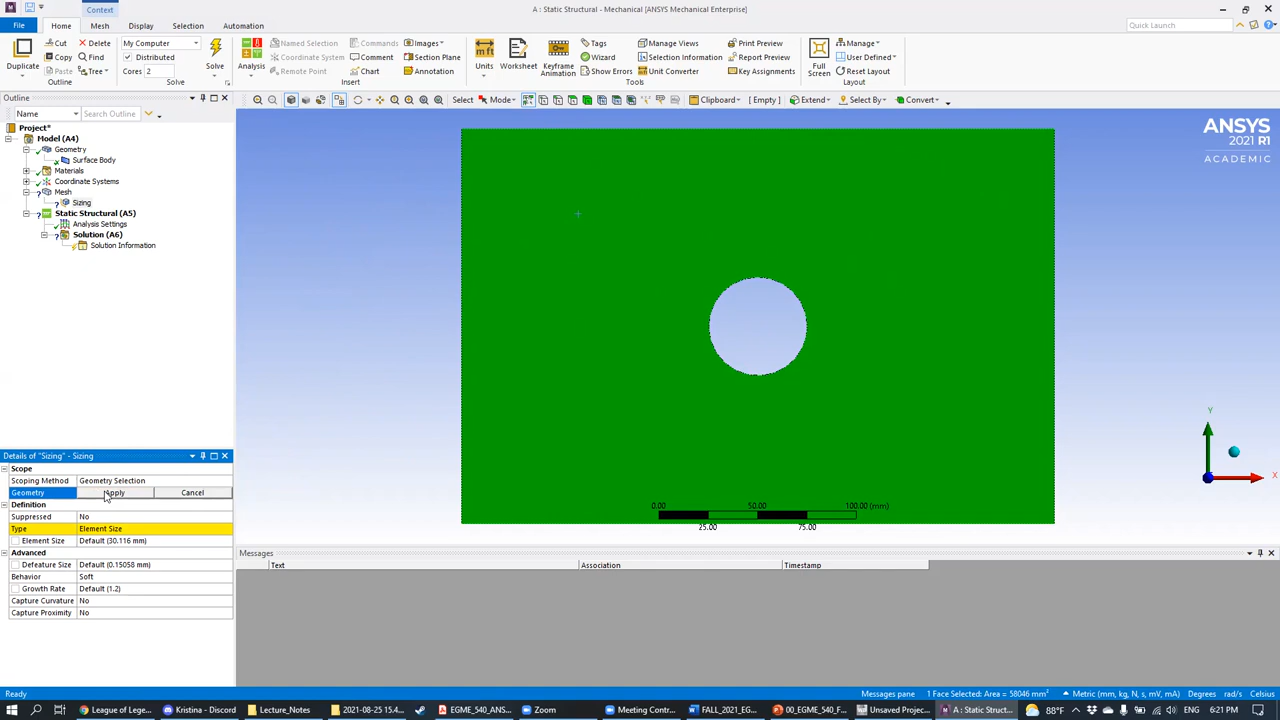 Context
A : Static Structural - Mechanical [ANSYS Mechanical Enterprise]
File Home Mesh Display Selection Automation
Quick Launch
Duplicate
Cut Delete
Copy Find
Paste Tree
Outline
My Computer
Distributed
Cores 2
Solve
Solve
Analysis
Named Selection Commands Images
Coordinate System Comment Section Plane
Remote Point Chart Annotation
Insert
Units Worksheet Keyframe Animation
Tags Manage Views Print Preview
Wizard Selection Information Report Preview
Show Errors Unit Converter Key Assignments
Tools
Full Screen
Manage
User Defined
Reset Layout
Layout
Outline
Select Mode Clipboard [ Empty ] Extend Select By Convert
Name Search Outline
Project*
Model (A4)
Geometry
Surface Body
Materials
Coordinate Systems
Mesh
Sizing
Static Structural (A5)
Analysis Settings
Solution (A6)
Solution Information
ANSYS
2021 R1
ACADEMIC
Y
X
0.00 50.00 100.00 (mm)
25.00 75.00
Details of "Sizing" - Sizing
Scope
Scoping Method Geometry Selection
Geometry Apply Cancel
Definition
Suppressed No
Type Element Size
Element Size Default (30.116 mm)
Advanced
Defeature Size Default (0.15058 mm)
Behavior Soft
Growth Rate Default (1.2)
Capture Curvature No
Capture Proximity No
Messages
Text Association Timestamp
Ready Messages pane 1 Face Selected: Area = 58046 mm² Metric (mm, kg, N, s, mV, mA) Degrees rad/s Celsius
League of Lege... Kristina - Discord Lecture_Notes 2021-08-25 15.4... EGME_540_ANS... Zoom Meeting Contr... FALL_2021_EG... 00_EGME_540_F... Unsaved Projec... A : Static Struct... 88°F 6:21 PM